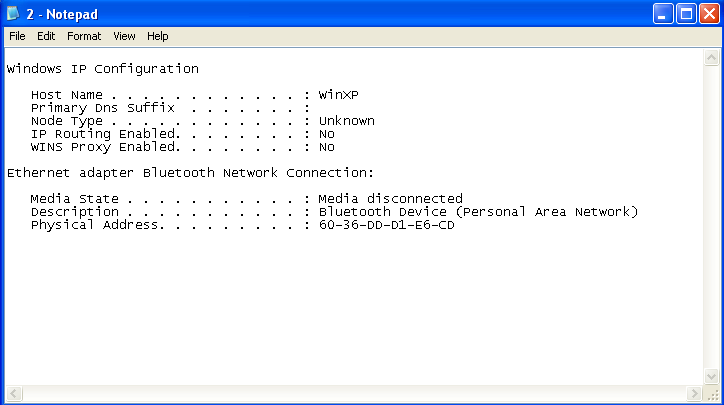 2 - Notepad
File Edit Format View Help
Windows IP Configuration
Host Name . . . . . . . . . . . . : WinXP
Primary Dns Suffix  . . . . . . . :
Node Type . . . . . . . . . . . . : Unknown
IP Routing Enabled. . . . . . . . : No
WINS Proxy Enabled. . . . . . . . : No
Ethernet adapter Bluetooth Network Connection:
Media State . . . . . . . . . . . : Media disconnected
Description . . . . . . . . . . . : Bluetooth Device (Personal Area Network)
Physical Address. . . . . . . . . : 60-36-DD-D1-E6-CD